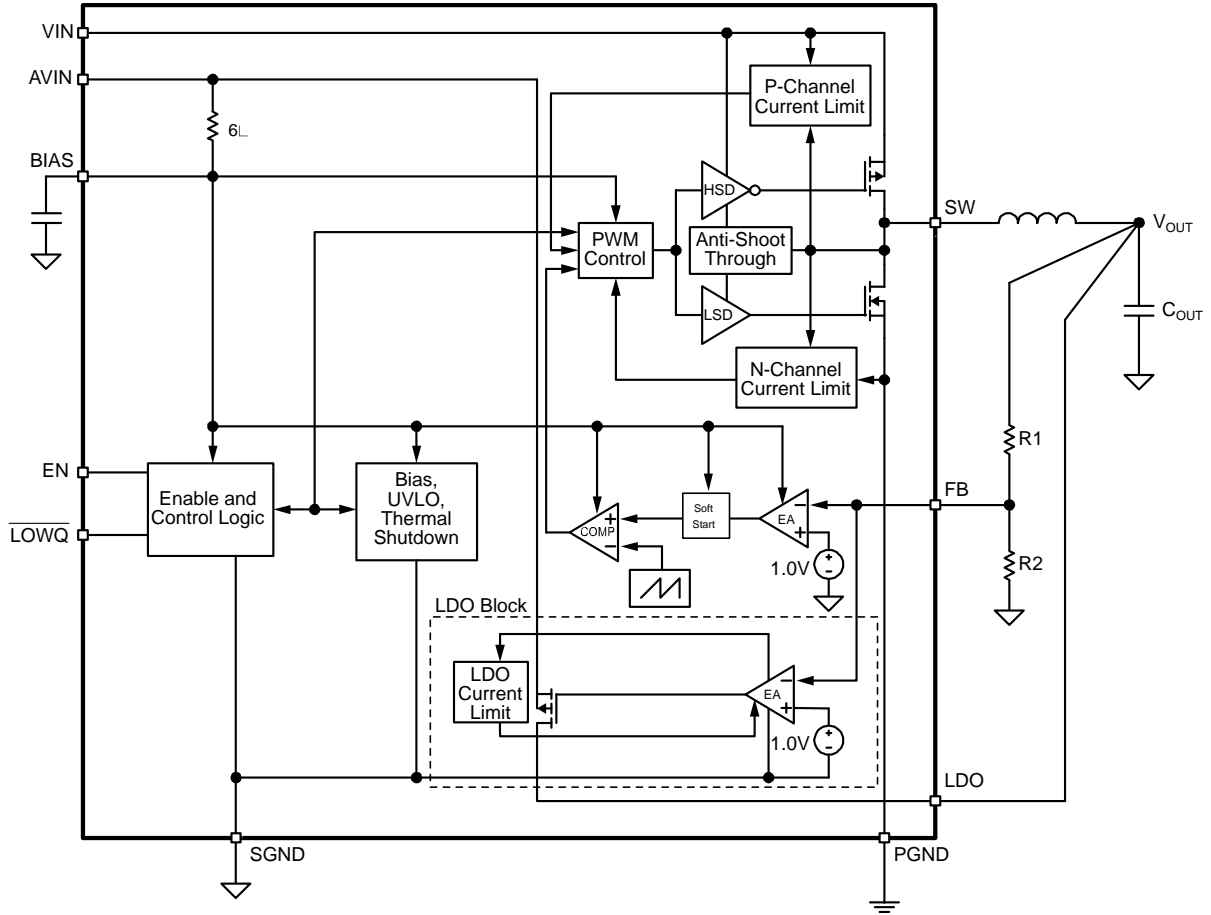 VIN
AVIN
P-Channel
Current Limit
6∟
BIAS
HSD
SW
VOUT
PWM
Control
Anti-Shoot
Through
LSD
COUT
N-Channel
Current Limit
R1
EN
Enable and
Control Logic
LOWQ
Bias,
UVLO,
Thermal
Shutdown
COMP
+
−
Soft
Start
EA
−
+
FB
1.0V
+
−
R2
LDO Block
LDO
Current
Limit
EA
−
+
1.0V
+
−
LDO
SGND
PGND